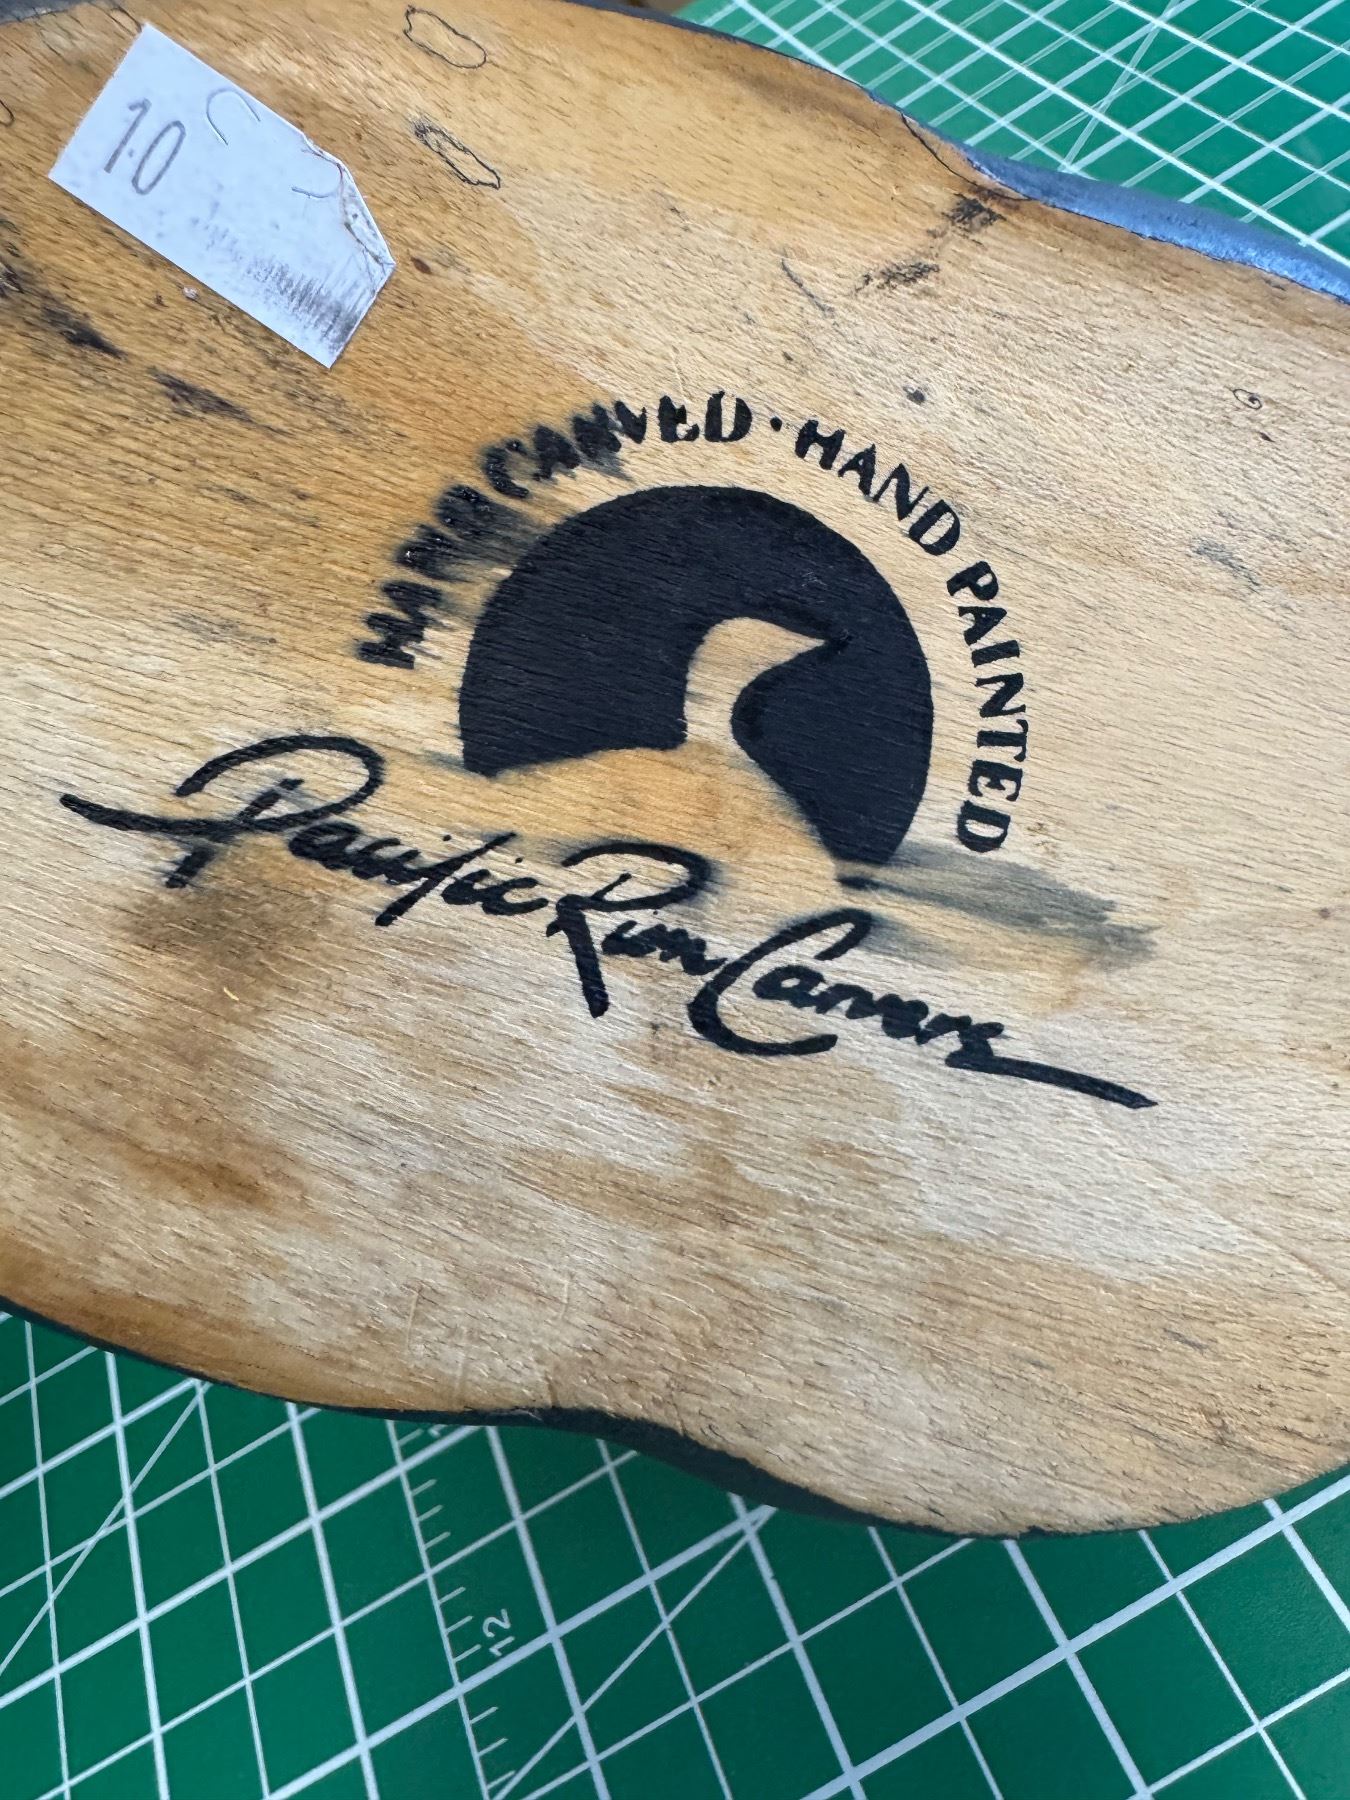 10
HAND CARVED · HAND PAINTED
Pacific Rim Carvers
12